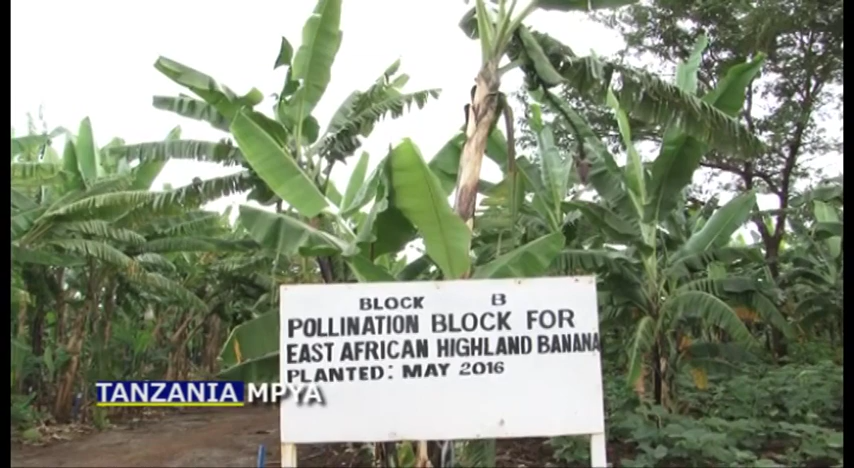 BLOCK B
POLLINATION BLOCK FOR
EAST AFRICAN HIGHLAND BANANA
PLANTED: MAY 2016
TANZANIA MPYA